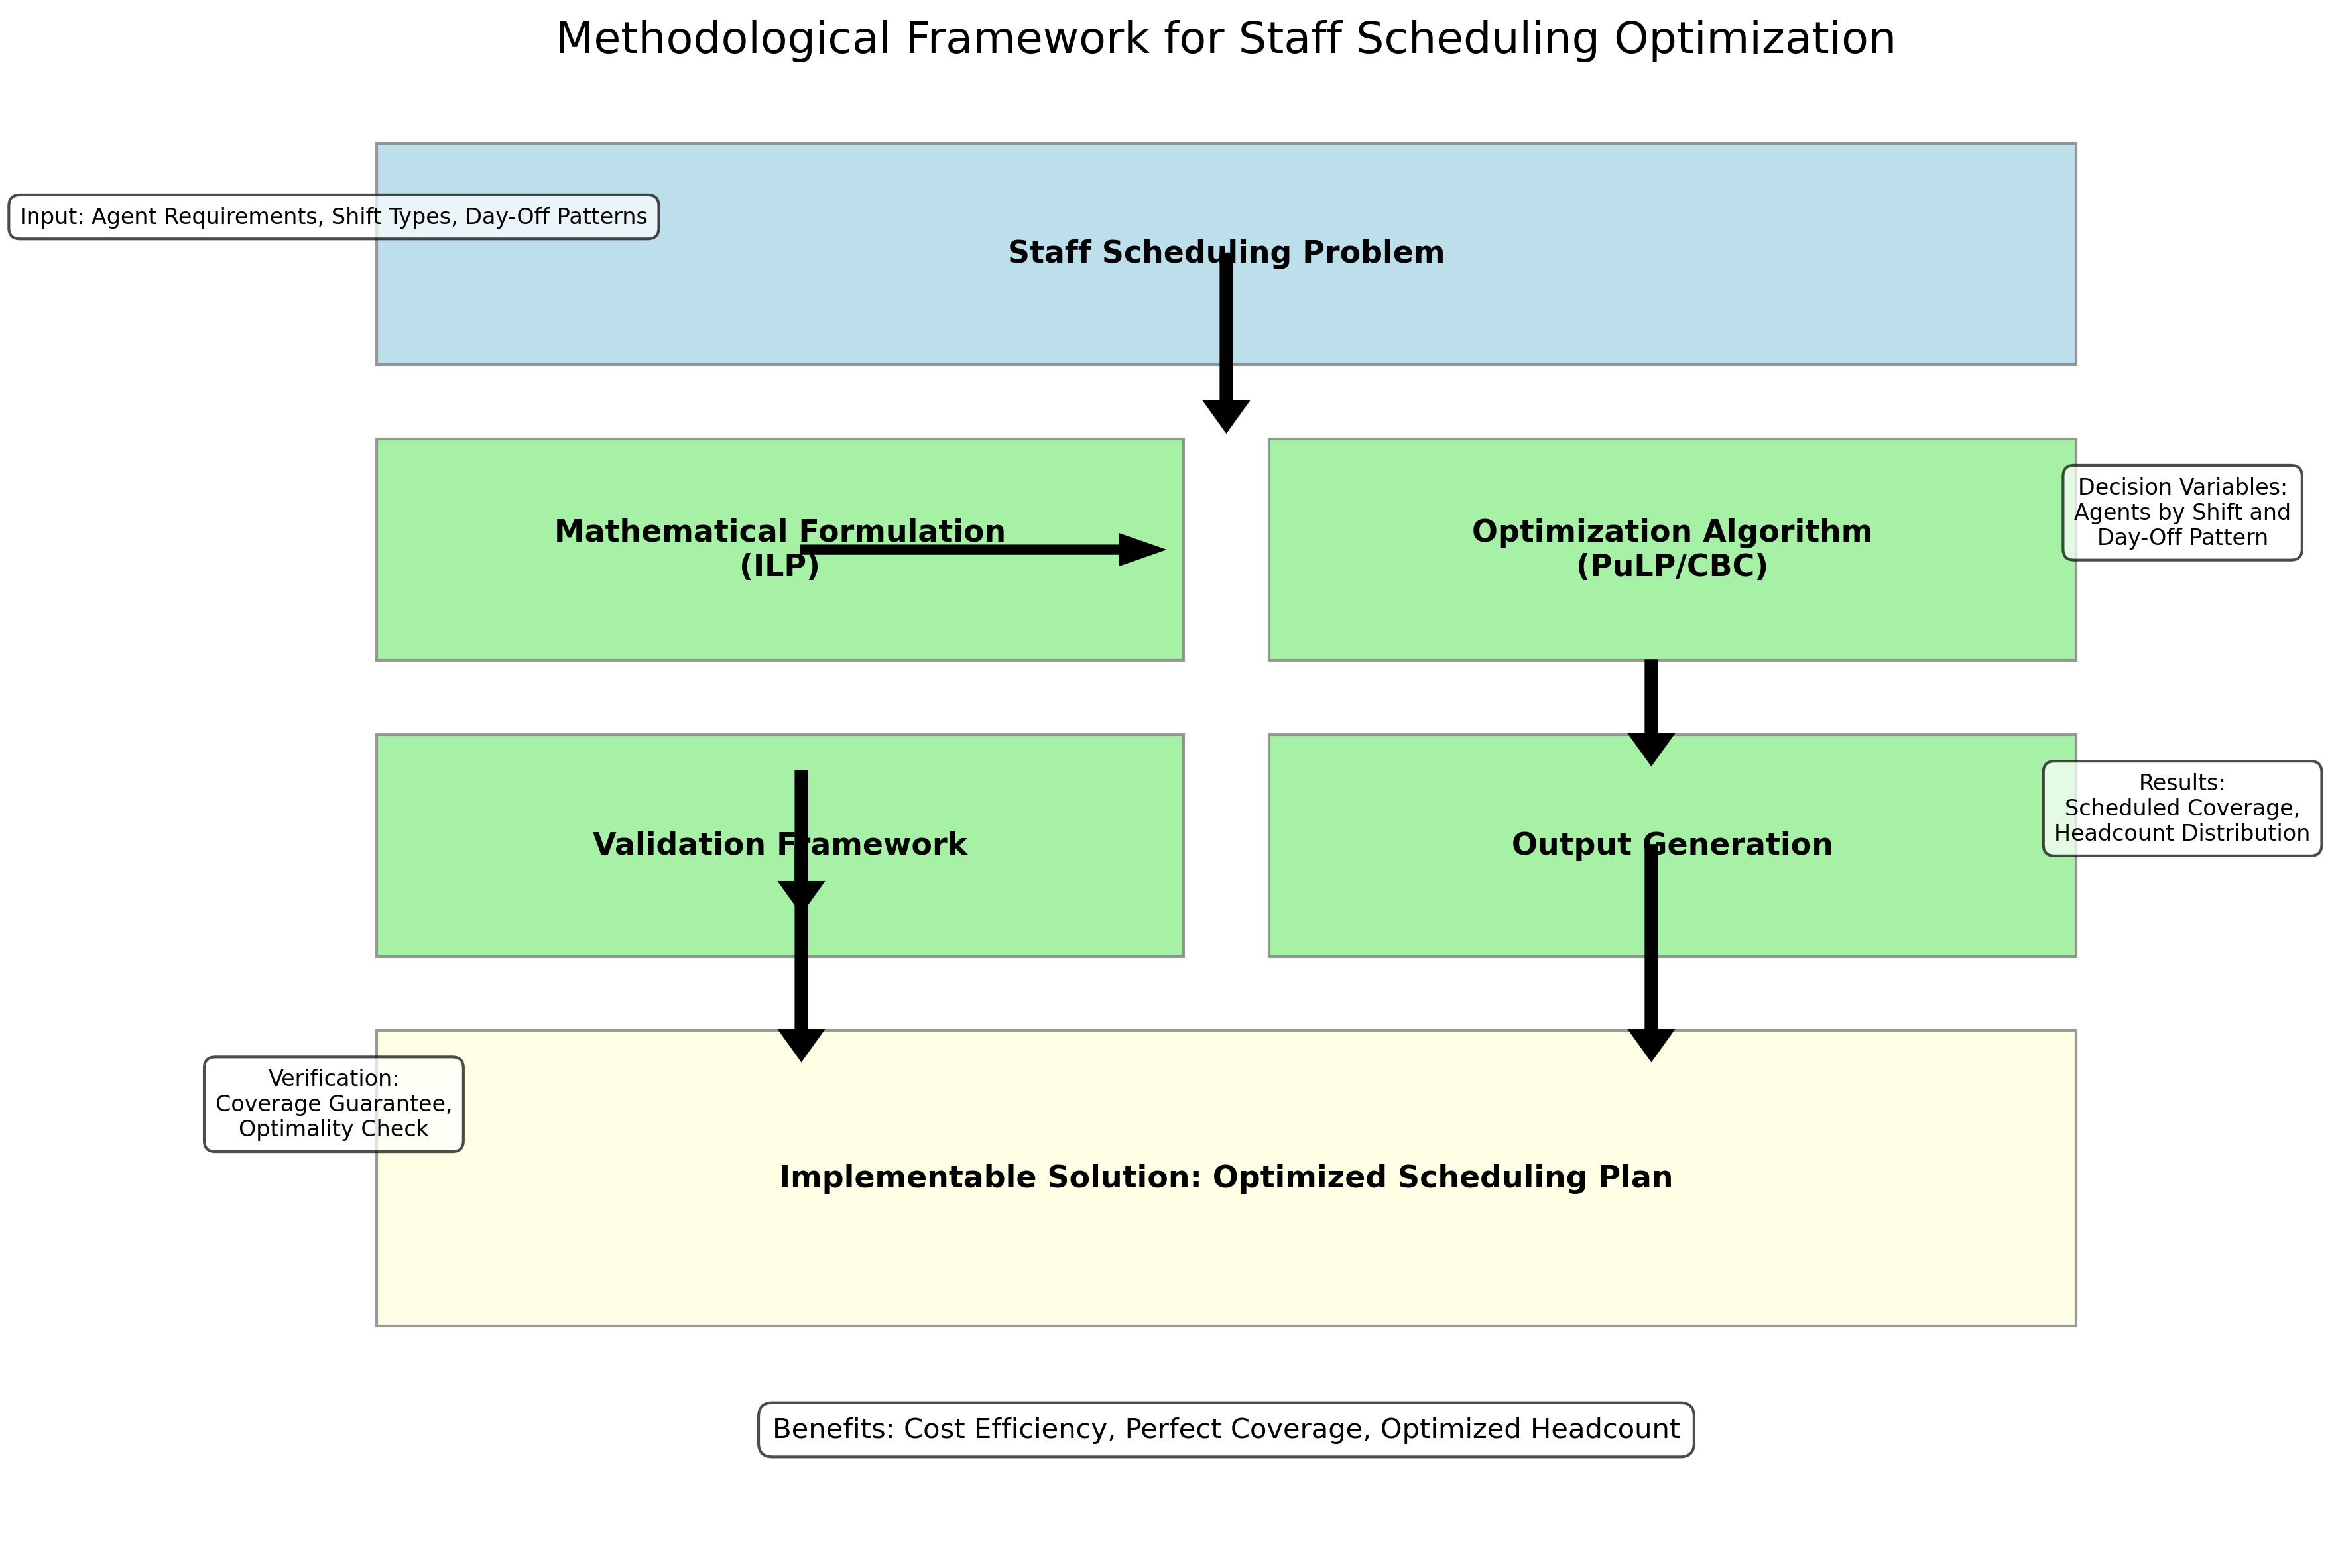 Methodological Framework for Staff Scheduling Optimization
Input: Agent Requirements, Shift Types, Day-Off Patterns
Staff Scheduling Problem
Mathematical Formulation
(ILP)
Optimization Algorithm
(PuLP/CBC)
Decision Variables:
Agents by Shift and
Day-Off Pattern
Validation Framework
Output Generation
Results:
Scheduled Coverage,
Headcount Distribution
Verification:
Coverage Guarantee,
Optimality Check
Implementable Solution: Optimized Scheduling Plan
Benefits: Cost Efficiency, Perfect Coverage, Optimized Headcount